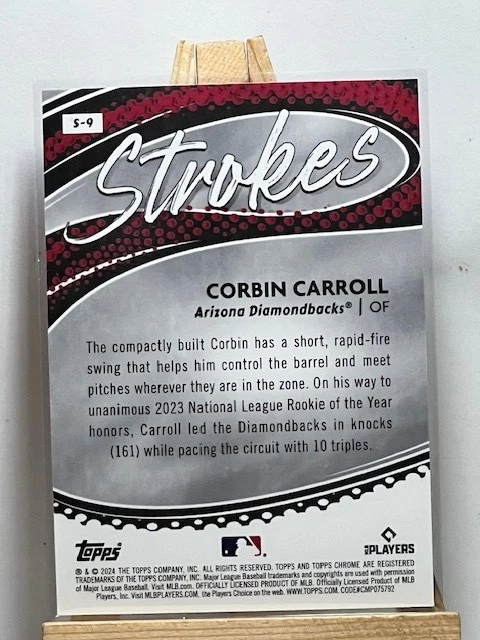 S-9
Strokes
CORBIN CARROLL
Arizona Diamondbacks® | OF
The compactly built Corbin has a short, rapid-fire
swing that helps him control the barrel and meet
pitches wherever they are in the zone. On his way to
unanimous 2023 National League Rookie of the Year
honors, Carroll led the Diamondbacks in knocks
(161) while pacing the circuit with 10 triples.
topps
MLB PLAYERS
® & © 2024 THE TOPPS COMPANY, INC. ALL RIGHTS RESERVED. TOPPS AND TOPPS CHROME ARE REGISTERED
TRADEMARKS OF THE TOPPS COMPANY, INC. Major League Baseball trademarks and copyrights are used with permission
of Major League Baseball. Visit MLB.com. OFFICIALLY LICENSED PRODUCT OF MLB. Officially Licensed Product of MLB
Players, Inc. Visit MLBPLAYERS.com, the Players Choice on the web. WWW.TOPPS.COM. CODE#CMP075792